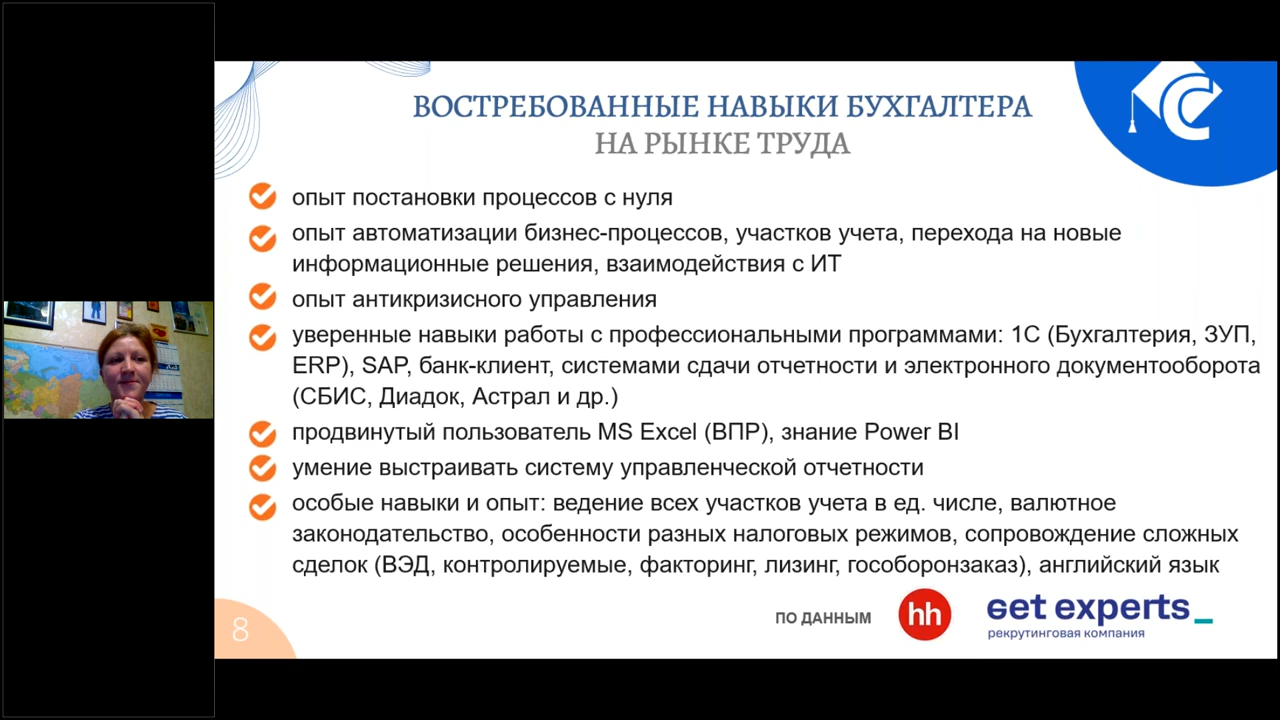 ВОСТРЕБОВАННЫЕ НАВЫКИ БУХГАЛТЕРА
НА РЫНКЕ ТРУДА
опыт постановки процессов с нуля
опыт автоматизации бизнес-процессов, участков учета, перехода на новые
информационные решения, взаимодействия с ИТ
опыт антикризисного управления
уверенные навыки работы с профессиональными программами: 1С (Бухгалтерия, ЗУП,
ERP), SAP, банк-клиент, системами сдачи отчетности и электронного документооборота
(СБИС, Диадок, Астрал и др.)
продвинутый пользователь MS Excel (ВПР), знание Power BI
умение выстраивать систему управленческой отчетности
особые навыки и опыт: ведение всех участков учета в ед. числе, валютное
законодательство, особенности разных налоговых режимов, сопровождение сложных
сделок (ВЭД, контролируемые, факторинг, лизинг, гособоронзаказ), английский язык
ПО ДАННЫМ
hh
get experts_
рекрутинговая компания
8